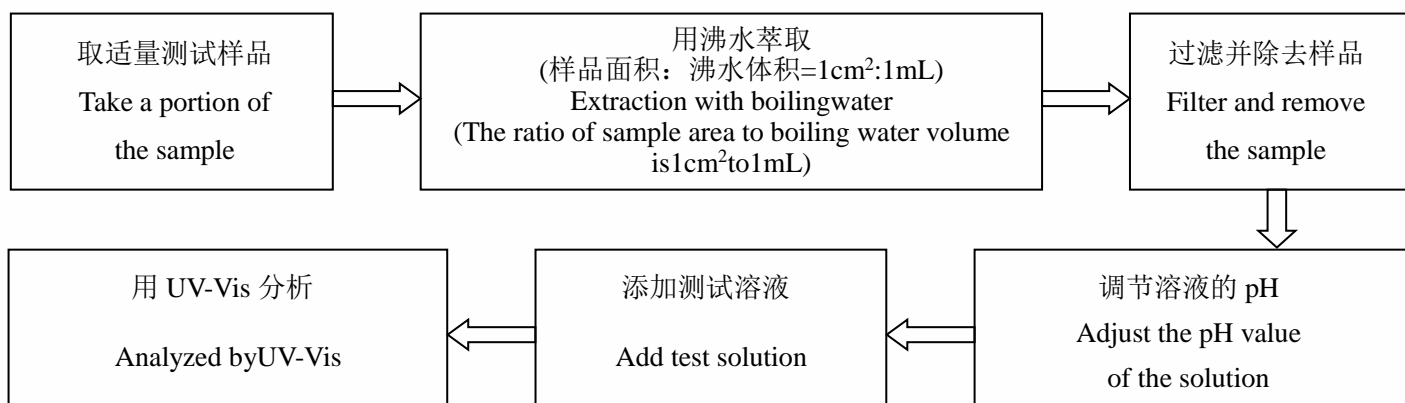 取适量测试样品
Take a portion of
the sample
用沸水萃取
(样品面积：沸水体积=1cm²:1mL)
Extraction with boilingwater
(The ratio of sample area to boiling water volume
is1cm²to1mL)
过滤并除去样品
Filter and remove
the sample
调节溶液的 pH
Adjust the pH value
of the solution
添加测试溶液
Add test solution
用 UV-Vis 分析
Analyzed byUV-Vis